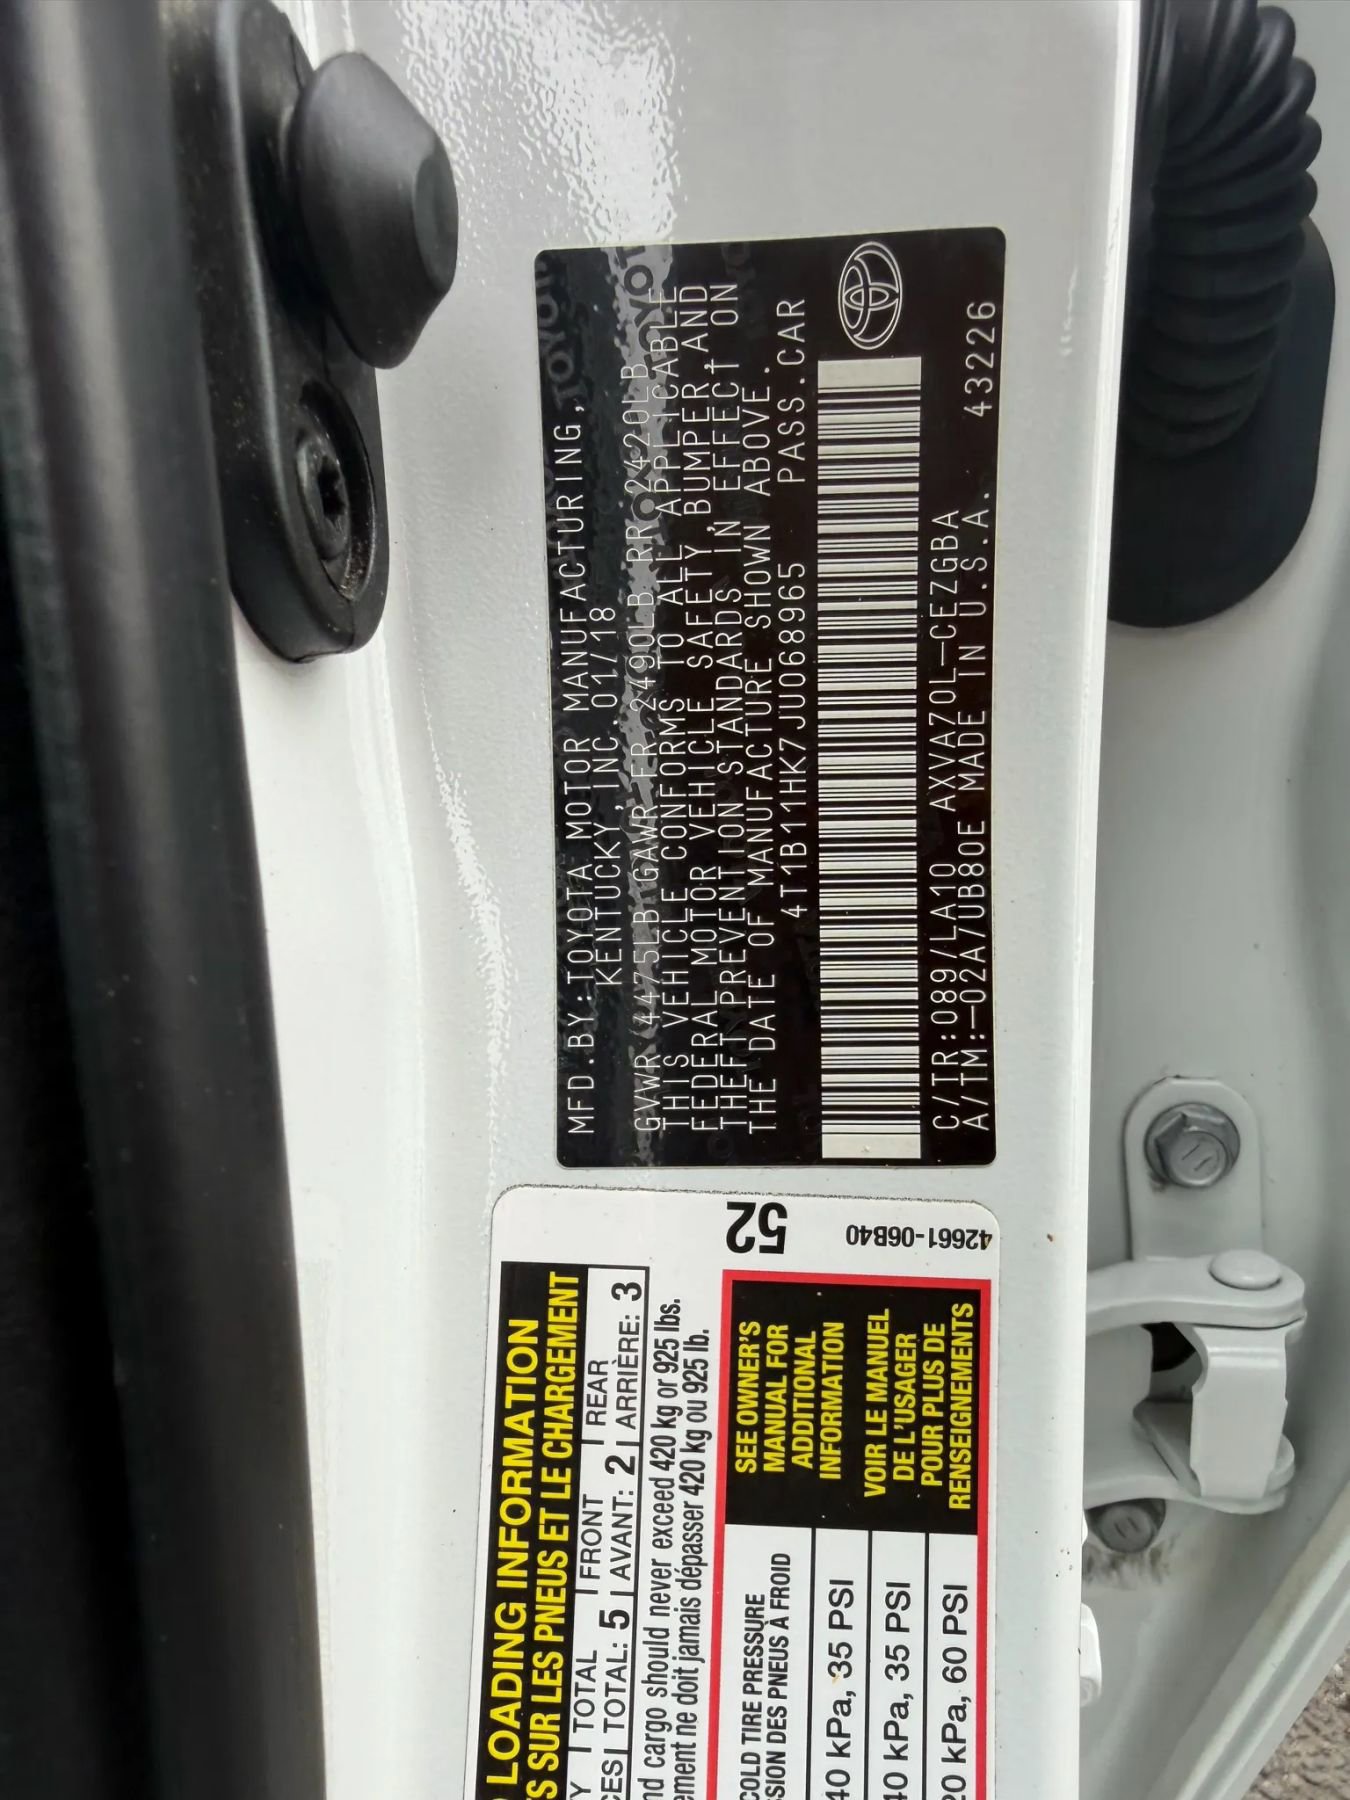 MFD.BY:TOYOTA MOTOR MANUFACTURING,
KENTUCKY,INC. 01/18
GVWR 4475LB GAWR FR 2490LB RR 2420LB
THIS VEHICLE CONFORMS TO ALL APPLICABLE
FEDERAL MOTOR VEHICLE SAFETY, BUMPER, AND
THEFT PREVENTION STANDARDS IN EFFECT ON
THE DATE OF MANUFACTURE SHOWN ABOVE.
4T1B11HK7JU068965 PASS.CAR
C/TR:089/LA10 AXVA70L-CEZGBA
A/TM:-02A/UB80E MADE IN U.S.A. 43226
52
42661-06B40
LOADING INFORMATION
SUR LES PNEUS ET LE CHARGEMENT
TOTAL FRONT REAR
TOTAL: 5 AVANT: 2 ARRIÈRE: 3
cargo should never exceed 420 kg or 925 lbs.
ne doit jamais dépasser 420 kg ou 925 lb.
COLD TIRE PRESSURE
DES PNEUS À FROID
kPa, 35 PSI
kPa, 35 PSI
kPa, 60 PSI
SEE OWNER'S
MANUAL FOR
ADDITIONAL
INFORMATION
VOIR LE MANUEL
DE L'USAGER
POUR PLUS DE
RENSEIGNEMENTS